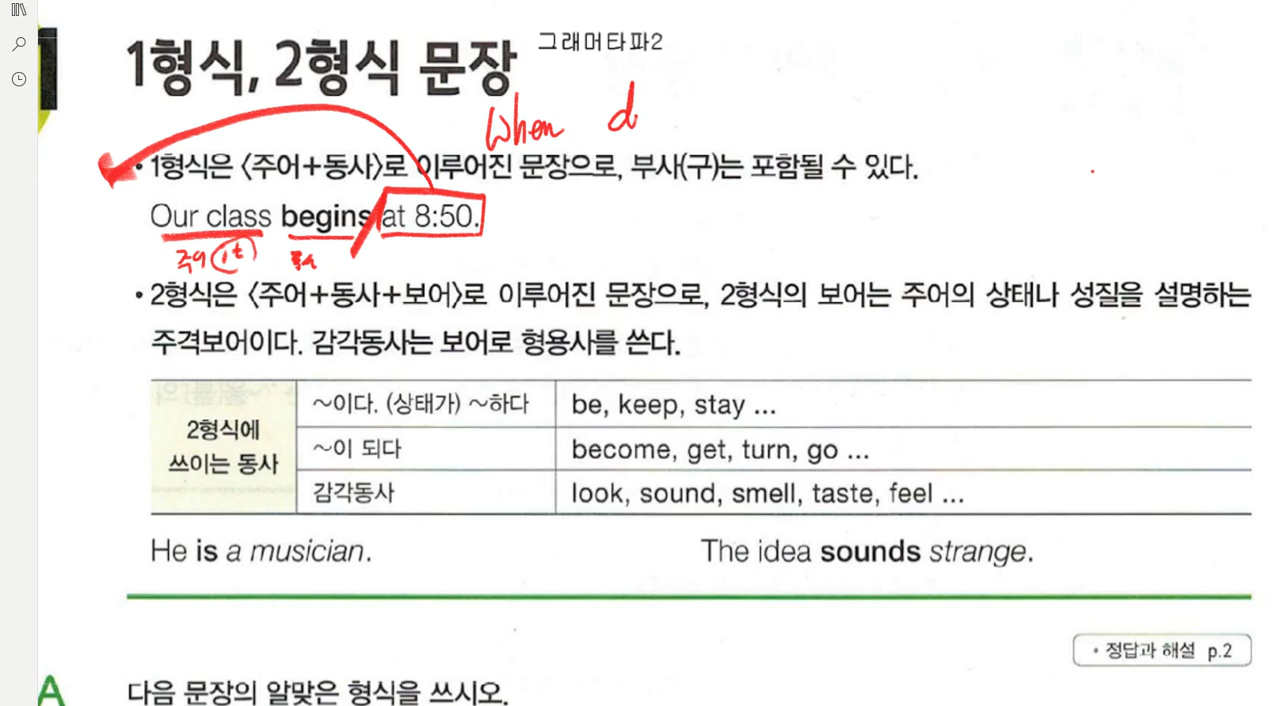 1형식, 2형식 문장
그래머타파2
When d
• 1형식은 〈주어+동사〉로 이루어진 문장으로, 부사(구)는 포함될 수 있다.
Our class begins at 8:50.
주어 (it) 동사
• 2형식은 〈주어+동사+보어〉로 이루어진 문장으로, 2형식의 보어는 주어의 상태나 성질을 설명하는
주격보어이다. 감각동사는 보어로 형용사를 쓴다.
2형식에
쓰이는 동사
~이다. (상태가) ~하다 be, keep, stay ...
~이 되다 become, get, turn, go ...
감각동사 look, sound, smell, taste, feel ...
He is a musician. The idea sounds strange.
• 정답과 해설 p.2
A 다음 문장의 알맞은 형식을 쓰시오.